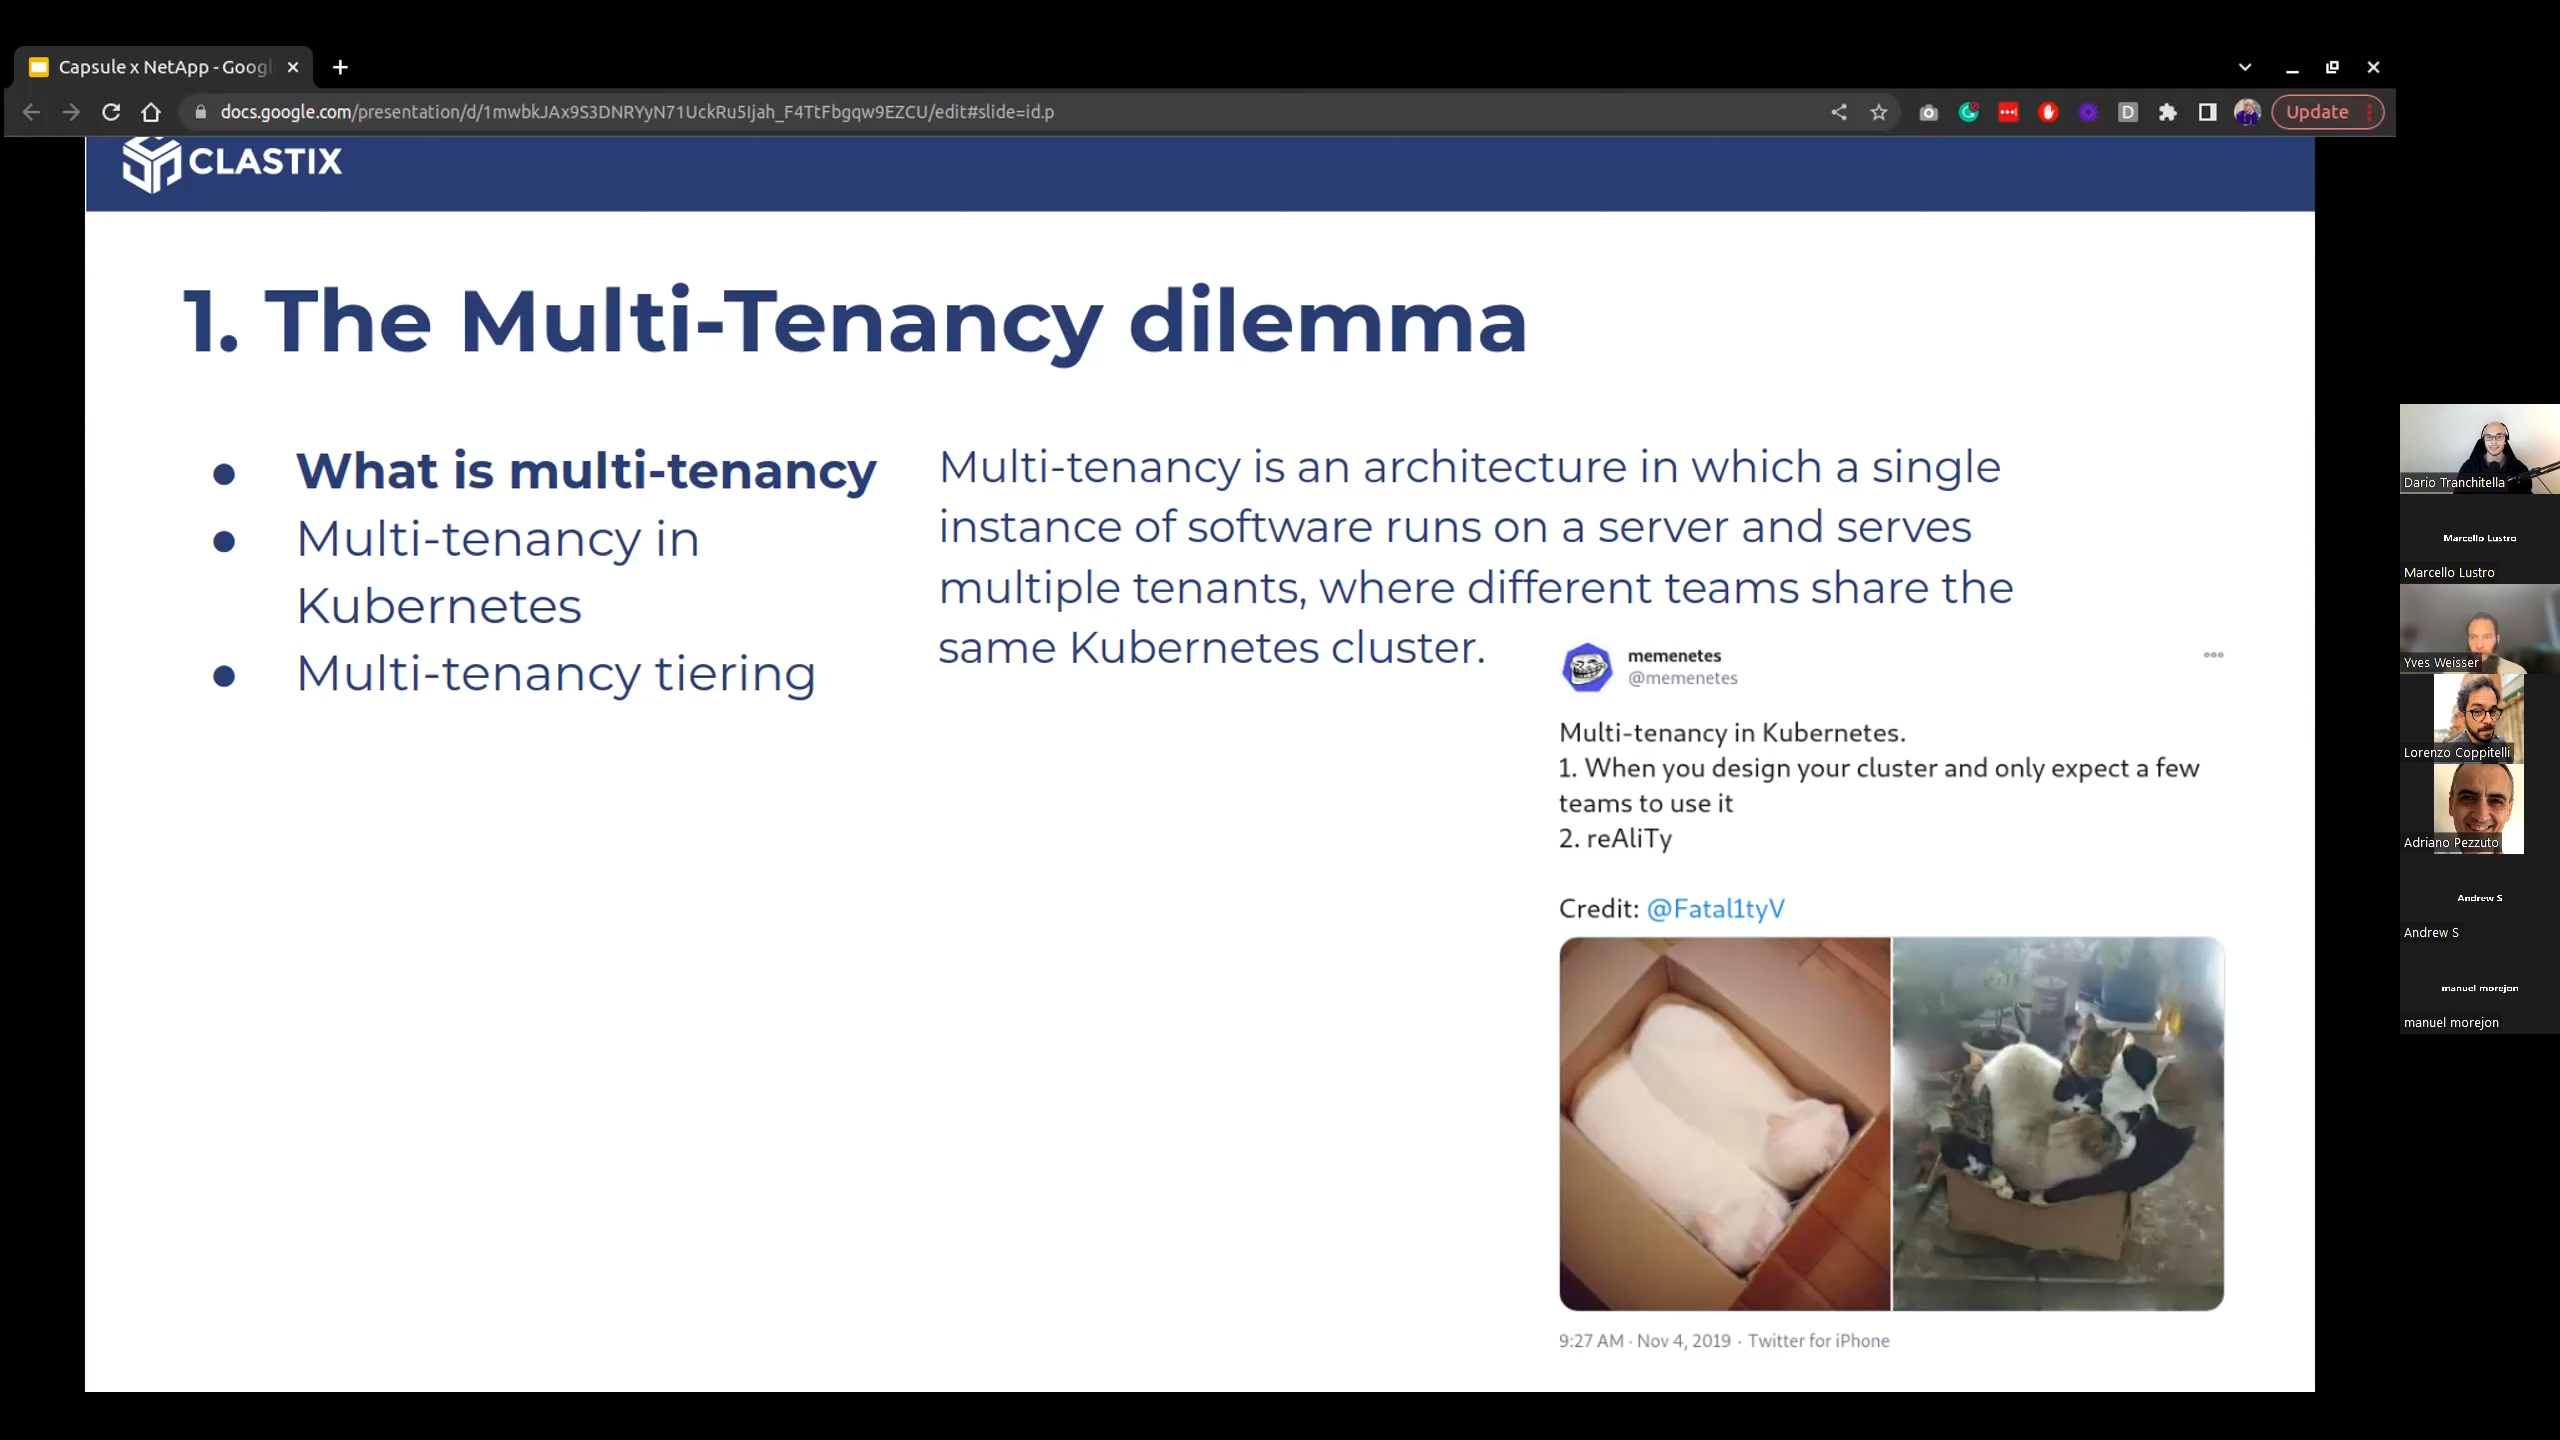 Capsule x NetApp - Googl
docs.google.com/presentation/d/1mwbkJAx9S3DNRYyN71UckRu5Ijah_F4TtFbgqw9EZCU/edit#slide=id.p
Update
CLASTIX
1. The Multi-Tenancy dilemma
● What is multi-tenancy
● Multi-tenancy in
Kubernetes
● Multi-tenancy tiering
Multi-tenancy is an architecture in which a single
instance of software runs on a server and serves
multiple tenants, where different teams share the
same Kubernetes cluster.
memenetes
@memenetes
Multi-tenancy in Kubernetes.
1. When you design your cluster and only expect a few
teams to use it
2. reAliTy
Credit: @Fatal1tyV
9:27 AM · Nov 4, 2019 · Twitter for iPhone
Dario Tranchitella
Marcello Lustro
Marcello Lustro
Yves Weisser
Lorenzo Coppitelli
Adriano Pezzuto
Andrew S
Andrew S
manuel morejon
manuel morejon